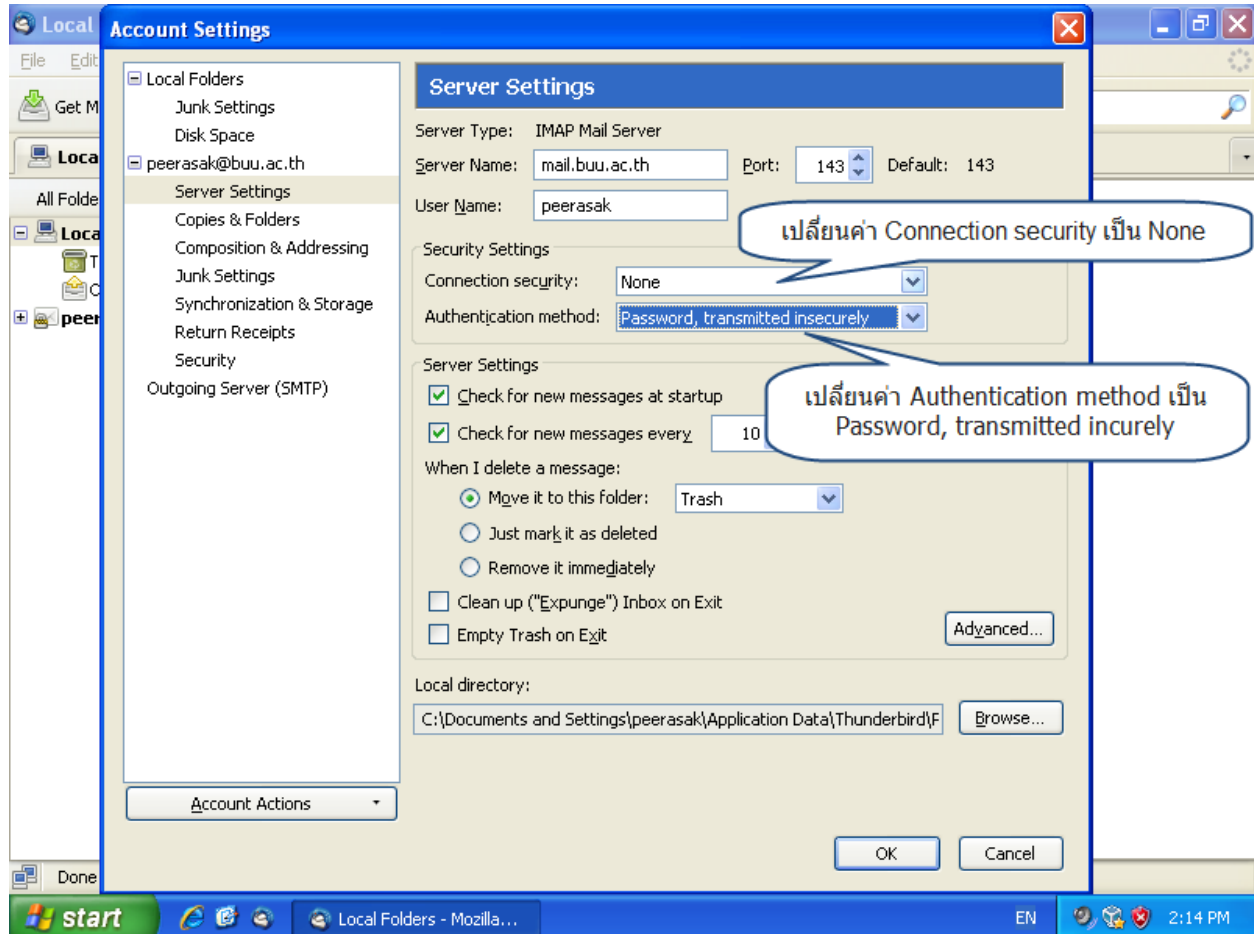 Local
Account Settings
File Edit
Get M
Loca
All Folde
Loca
T
C
peer
Local Folders
Junk Settings
Disk Space
peerasak@buu.ac.th
Server Settings
Copies & Folders
Composition & Addressing
Junk Settings
Synchronization & Storage
Return Receipts
Security
Outgoing Server (SMTP)
Account Actions
Server Settings
Server Type: IMAP Mail Server
Server Name: mail.buu.ac.th Port: 143 Default: 143
User Name: peerasak
เปลี่ยนค่า Connection security เป็น None
Security Settings
Connection security: None
Authentication method: Password, transmitted insecurely
เปลี่ยนค่า Authentication method เป็น
Password, transmitted incurely
Server Settings
Check for new messages at startup
Check for new messages every 10
When I delete a message:
Move it to this folder: Trash
Just mark it as deleted
Remove it immediately
Clean up ("Expunge") Inbox on Exit
Empty Trash on Exit
Advanced...
Local directory:
C:\Documents and Settings\peerasak\Application Data\Thunderbird\F Browse...
OK Cancel
Done
start Local Folders - Mozilla... EN 2:14 PM